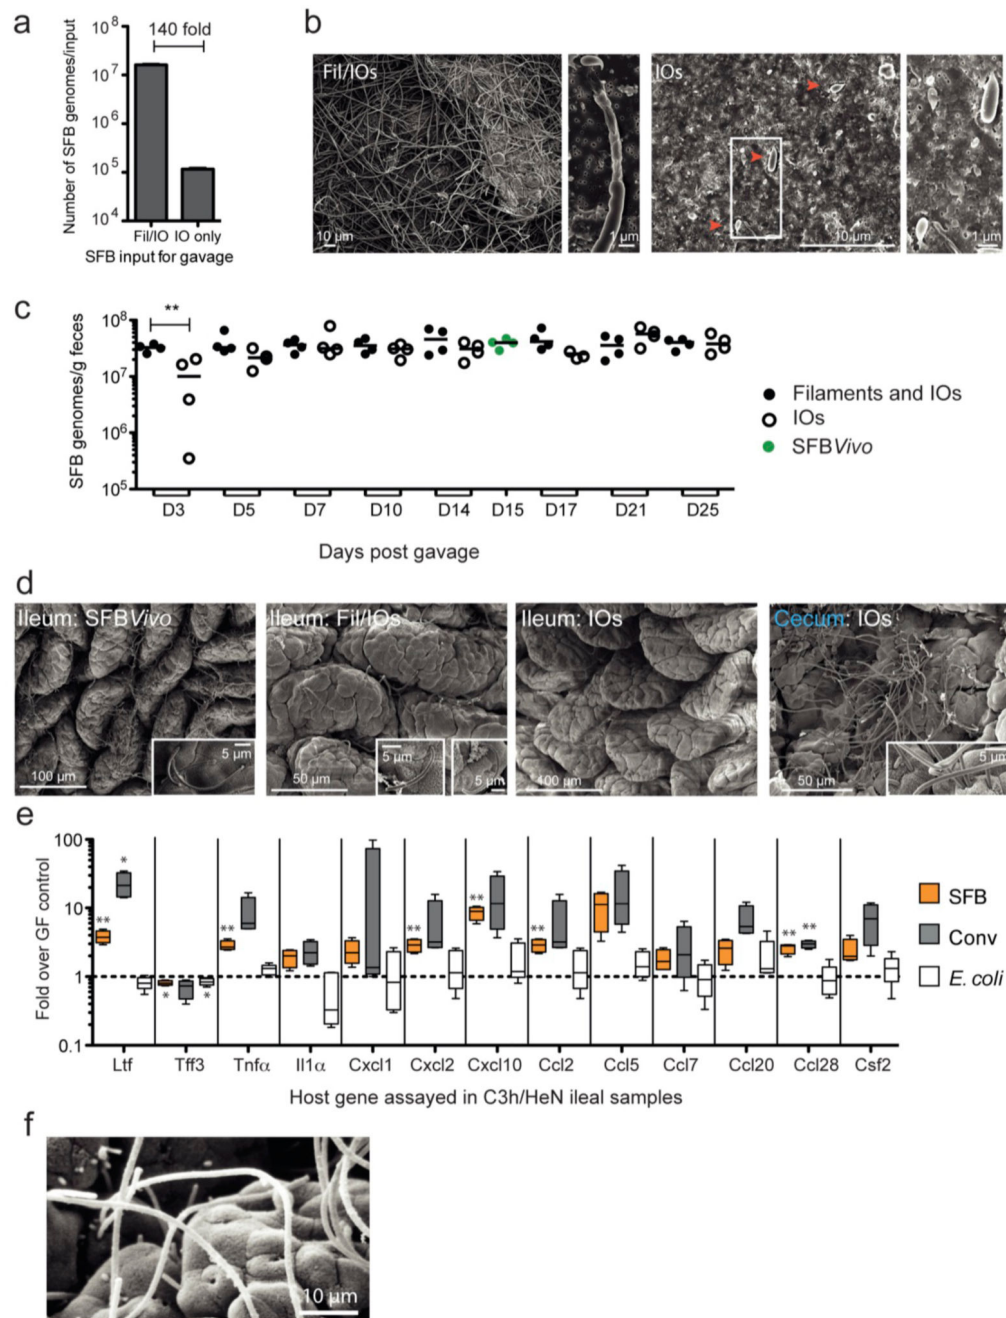 a
140 fold
Number of SFB genomes/input
10⁸
10⁷
10⁶
10⁵
10⁴
Fil/IO IO only
SFB input for gavage
b
Fil/IOs
10 µm
1 µm
IOs
10 µm
1 µm
c
**
SFB genomes/g feces
10⁸
10⁷
10⁶
10⁵
D3 D5 D7 D10 D14 D15 D17 D21 D25
Days post gavage
Filaments and IOs
IOs
SFBVivo
d
Ileum: SFBVivo
100 µm
5 µm
Ileum: Fil/IOs
50 µm
5 µm
5 µm
Ileum: IOs
100 µm
Cecum: IOs
50 µm
5 µm
e
Fold over GF control
100
10
1
0.1
** * * * ** ** ** ** ** **
Ltf Tff3 Tnfα Il1α Cxcl1 Cxcl2 Cxcl10 Ccl2 Ccl5 Ccl7 Ccl20 Ccl28 Csf2
Host gene assayed in C3h/HeN ileal samples
SFB
Conv
E. coli
f
10 µm